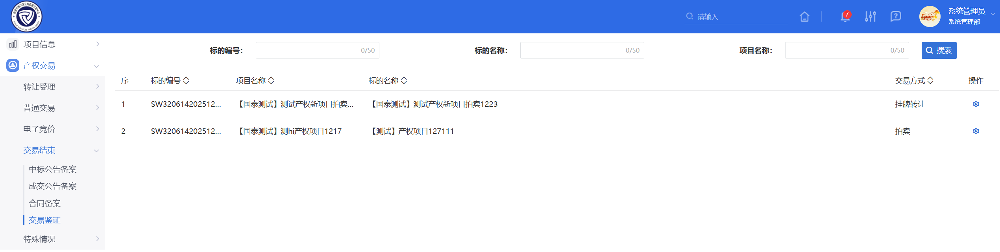 请输入
7
Epoint
系统管理员
系统管理部
项目信息
产权交易
转让受理
普通交易
电子竞价
交易结束
中标公告备案
成交公告备案
合同备案
交易鉴证
特殊情况
标的编号： 0/50 标的名称： 0/50 项目名称： 0/50 搜索
序 标的编号 项目名称 标的名称 交易方式 操作
1 SW320614202512... 【国泰测试】测试产权新项目拍卖... 【国泰测试】测试产权新项目拍卖1223 挂牌转让
2 SW320614202512... 【国泰测试】测hi产权项目1217 【测试】产权项目127111 拍卖